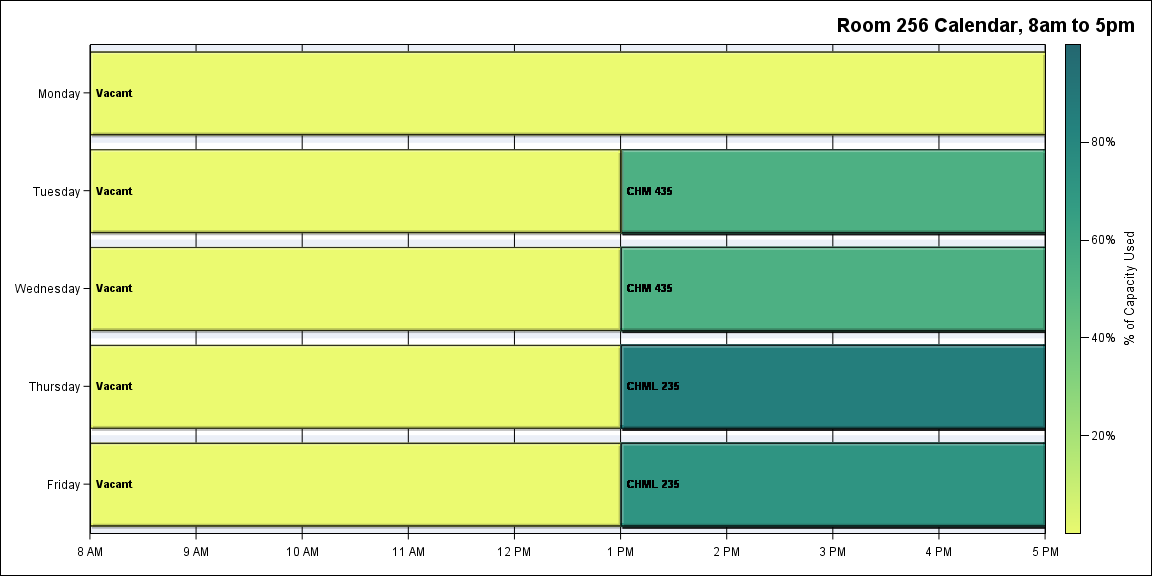 Room 256 Calendar, 8am to 5pm
Monday
Vacant
Tuesday
Vacant
CHM 435
Wednesday
Vacant
CHM 435
Thursday
Vacant
CHML 235
Friday
Vacant
CHML 235
8 AM 9 AM 10 AM 11 AM 12 PM 1 PM 2 PM 3 PM 4 PM 5 PM
80%
60%
40%
20%
% of Capacity Used